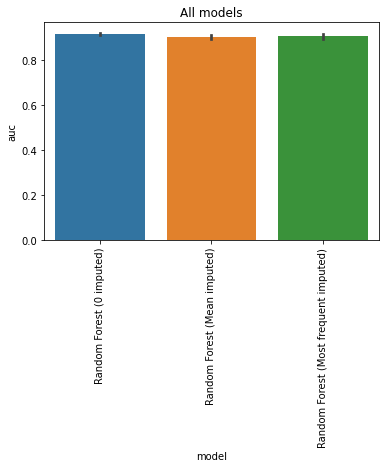 All models
auc
0.8
0.6
0.4
0.2
0.0
Random Forest (0 imputed)
Random Forest (Mean imputed)
Random Forest (Most frequent imputed)
model